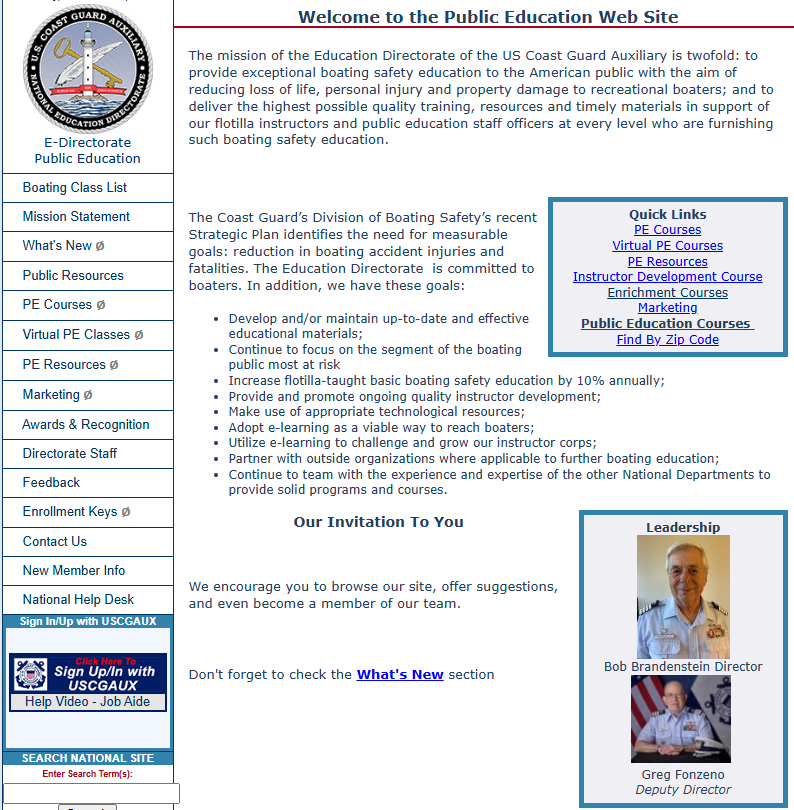 U.S. COAST GUARD AUXILIARY
NATIONAL EDUCATION DIRECTORATE
E-Directorate
Public Education
Boating Class List
Mission Statement
What's New Ø
Public Resources
PE Courses Ø
Virtual PE Classes Ø
PE Resources Ø
Marketing Ø
Awards & Recognition
Directorate Staff
Feedback
Enrollment Keys Ø
Contact Us
New Member Info
National Help Desk
Sign In/Up with USCGAUX
Click Here To
Sign Up/In with
USCGAUX
Help Video - Job Aide
SEARCH NATIONAL SITE
Enter Search Term(s):
Welcome to the Public Education Web Site
The mission of the Education Directorate of the US Coast Guard Auxiliary is twofold: to
provide exceptional boating safety education to the American public with the aim of
reducing loss of life, personal injury and property damage to recreational boaters; and to
deliver the highest possible quality training, resources and timely materials in support of
our flotilla instructors and public education staff officers at every level who are furnishing
such boating safety education.
The Coast Guard's Division of Boating Safety's recent
Strategic Plan identifies the need for measurable
goals: reduction in boating accident injuries and
fatalities. The Education Directorate is committed to
boaters. In addition, we have these goals:
Quick Links
PE Courses
Virtual PE Courses
PE Resources
Instructor Development Course
Enrichment Courses
Marketing
Public Education Courses
Find By Zip Code
• Develop and/or maintain up-to-date and effective
educational materials;
• Continue to focus on the segment of the boating
public most at risk
• Increase flotilla-taught basic boating safety education by 10% annually;
• Provide and promote ongoing quality instructor development;
• Make use of appropriate technological resources;
• Adopt e-learning as a viable way to reach boaters;
• Utilize e-learning to challenge and grow our instructor corps;
• Partner with outside organizations where applicable to further boating education;
• Continue to team with the experience and expertise of the other National Departments to
provide solid programs and courses.
Our Invitation To You
We encourage you to browse our site, offer suggestions,
and even become a member of our team.
Don't forget to check the What's New section
Leadership
Bob Brandenstein Director
Greg Fonzeno
Deputy Director